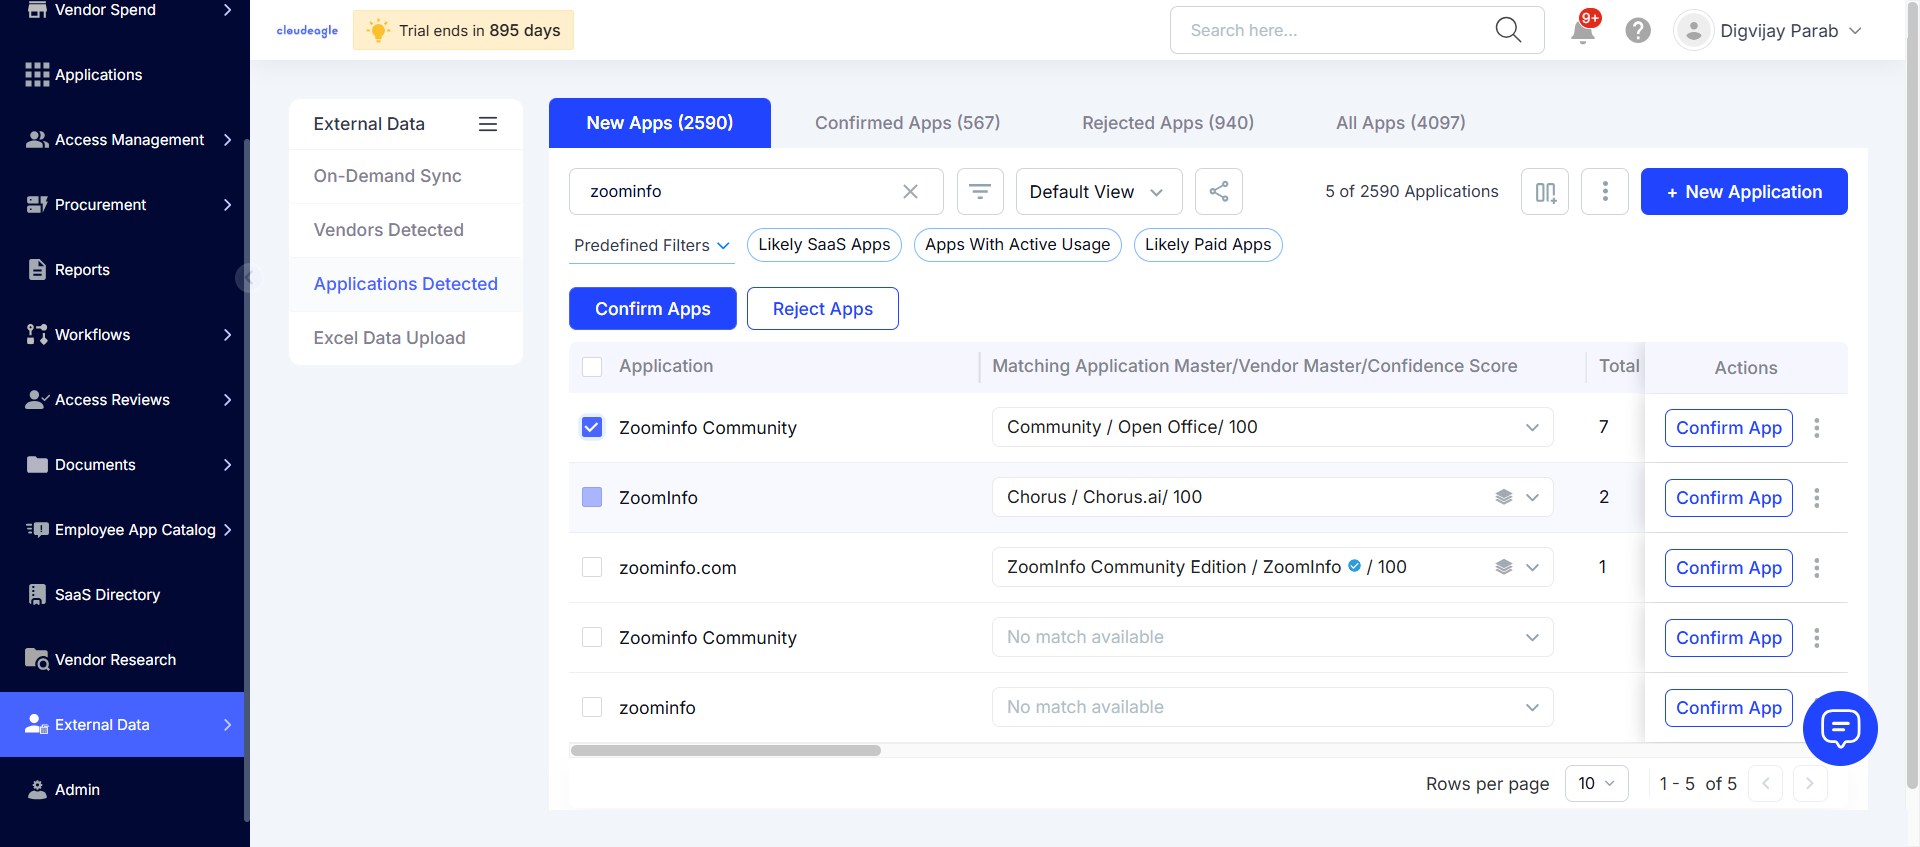 Vendor Spend
Applications
Access Management
Procurement
Reports
Workflows
Access Reviews
Documents
Employee App Catalog
SaaS Directory
Vendor Research
External Data
Admin
cloudeagle
Trial ends in 895 days
Search here...
9+
?
Digvijay Parab
External Data
On-Demand Sync
Vendors Detected
Applications Detected
Excel Data Upload
New Apps (2590)
Confirmed Apps (567)
Rejected Apps (940)
All Apps (4097)
zoominfo
Default View
5 of 2590 Applications
+ New Application
Predefined Filters
Likely SaaS Apps
Apps With Active Usage
Likely Paid Apps
Confirm Apps
Reject Apps
Application
Matching Application Master/Vendor Master/Confidence Score
Total
Actions
Zoominfo Community
Community / Open Office/ 100
7
Confirm App
ZoomInfo
Chorus / Chorus.ai/ 100
2
Confirm App
zoominfo.com
ZoomInfo Community Edition / ZoomInfo / 100
1
Confirm App
Zoominfo Community
No match available
Confirm App
zoominfo
No match available
Confirm App
Rows per page
10
1 - 5 of 5